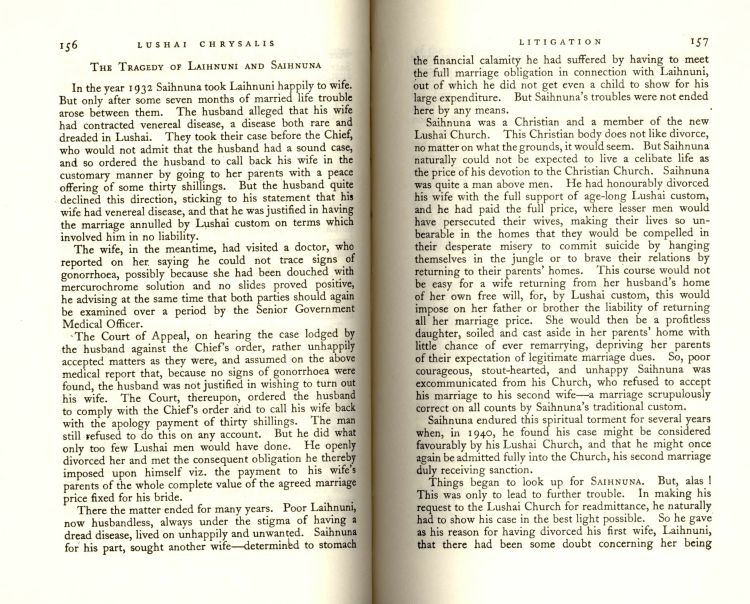 156 LUSHAI CHRYSALIS
THE TRAGEDY OF LAIHNUNI AND SAIHNUNA
In the year 1932 Saihnuna took Laihnuni happily to wife.
But only after some seven months of married life trouble
arose between them. The husband alleged that his wife
had contracted venereal disease, a disease both rare and
dreaded in Lushai. They took their case before the Chief,
who would not admit that the husband had a sound case,
and so ordered the husband to call back his wife in the
customary manner by going to her parents with a peace
offering of some thirty shillings. But the husband quite
declined this direction, sticking to his statement that his
wife had venereal disease, and that he was justified in having
the marriage annulled by Lushai custom on terms which
involved him in no liability.
The wife, in the meantime, had visited a doctor, who
reported on her saying he could not trace signs of
gonorrhoea, possibly because she had been douched with
mercurochrome solution and no slides proved positive,
he advising at the same time that both parties should again
be examined over a period by the Senior Government
Medical Officer.
The Court of Appeal, on hearing the case lodged by
the husband against the Chief's order, rather unhappily
accepted matters as they were, and assumed on the above
medical report that, because no signs of gonorrhoea were
found, the husband was not justified in wishing to turn out
his wife. The Court, thereupon, ordered the husband
to comply with the Chief's order and to call his wife back
with the apology payment of thirty shillings. The man
still refused to do this on any account. But he did what
only too few Lushai men would have done. He openly
divorced her and met the consequent obligation he thereby
imposed upon himself viz. the payment to his wife's
parents of the whole complete value of the agreed marriage
price fixed for his bride.
There the matter ended for many years. Poor Laihnuni,
now husbandless, always under the stigma of having a
dread disease, lived on unhappily and unwanted. Saihnuna
for his part, sought another wife—determined to stomach
LITIGATION 157
the financial calamity he had suffered by having to meet
the full marriage obligation in connection with Laihnuni,
out of which he did not get even a child to show for his
large expenditure. But Saihnuna's troubles were not ended
here by any means.
Saihnuna was a Christian and a member of the new
Lushai Church. This Christian body does not like divorce,
no matter on what the grounds, it would seem. But Saihnuna
naturally could not be expected to live a celibate life as
the price of his devotion to the Christian Church. Saihnuna
was quite a man above men. He had honourably divorced
his wife with the full support of age-long Lushai custom,
and he had paid the full price, where lesser men would
have persecuted their wives, making their lives so un-
bearable in the homes that they would be compelled in
their desperate misery to commit suicide by hanging
themselves in the jungle or to brave their relations by
returning to their parents' homes. This course would not
be easy for a wife returning from her husband's home
of her own free will, for, by Lushai custom, this would
impose on her father or brother the liability of returning
all her marriage price. She would then be a profitless
daughter, soiled and cast aside in her parents' home with
little chance of ever remarrying, depriving her parents
of their expectation of legitimate marriage dues. So, poor
courageous, stout-hearted, and unhappy Saihnuna was
excommunicated from his Church, who refused to accept
his marriage to his second wife—a marriage scrupulously
correct on all counts by Saihnuna's traditional custom.
Saihnuna endured this spiritual torment for several years
when, in 1940, he found his case might be considered
favourably by his Church, and that he might once
again be admitted fully into the Church, his second marriage
duly receiving sanction.
Things began to look up for SAIHNUNA. But, alas!
This was only to lead to further trouble. In making his
request to the Lushai Church for readmittance, he naturally
had to show his case in the best light possible. So he gave
as his reason for having divorced his first wife, Laihnuni,
that there had been some doubt concerning her being